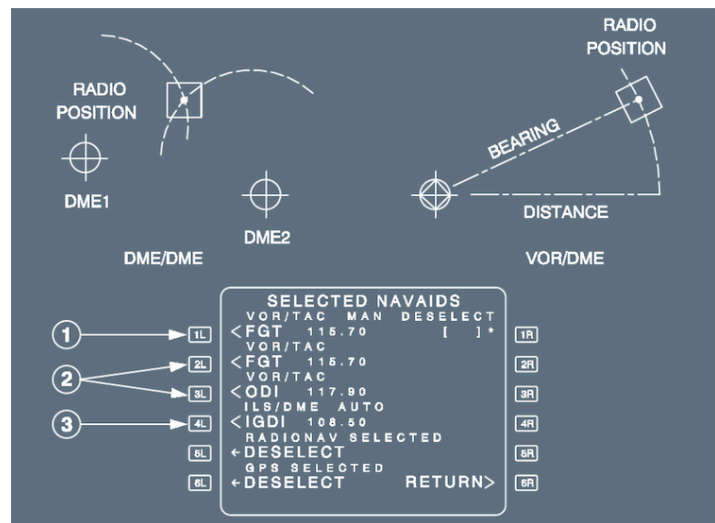 RADIO
POSITION
RADIO
POSITION
BEARING
DME1
DISTANCE
DME2
DME/DME
VOR/DME
SELECTED NAVAIDS
VOR/TAC MAN DESELECT
1 1L <FGT 115.70 [ ]* 1R
VOR/TAC
2 2L <FGT 115.70 2R
VOR/TAC
3L <ODI 117.90 3R
ILS/DME AUTO
3 4L <IGDI 108.50 4R
RADIONAV SELECTED
5L ←DESELECT 5R
GPS SELECTED
6L ←DESELECT RETURN> 6R